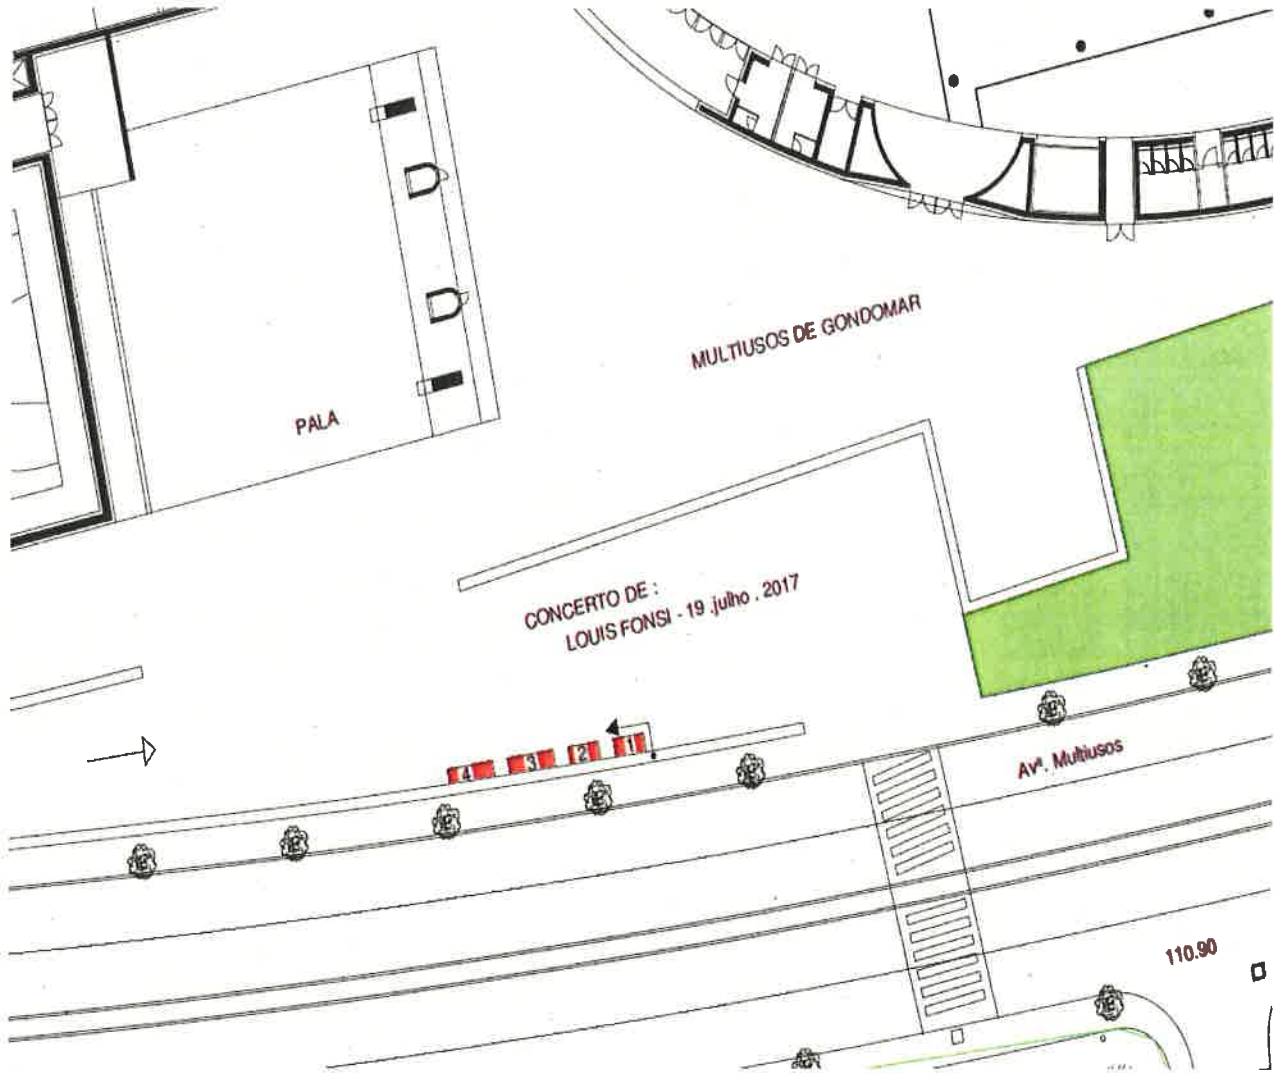 MULTIUSOS DE GONDOMAR
PALA
CONCERTO DE :
LOUIS FONSI - 19 .julho . 2017
4 3 2 1
Avª. Multiusos
110.90